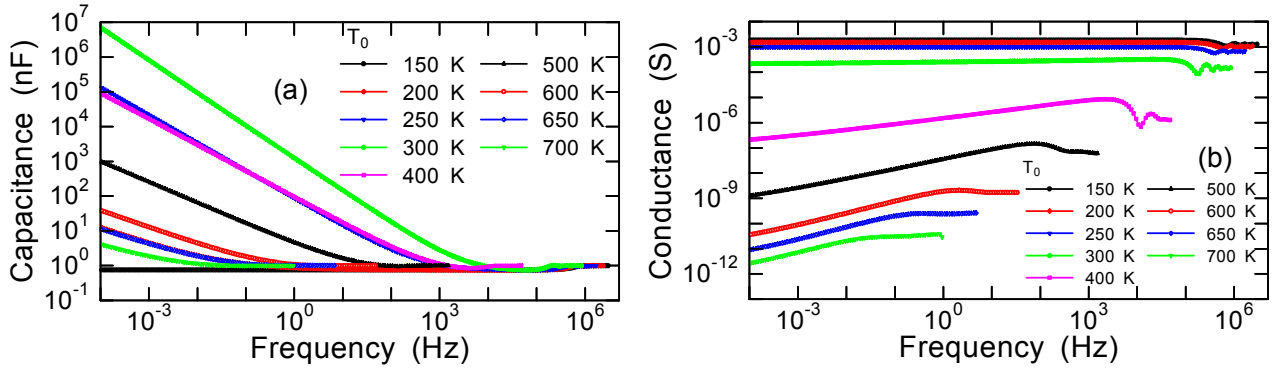 10^7
10^6
10^5
10^4
10^3
10^2
10^1
10^0
10^-1
Capacitance (nF)
10^-3 10^0 10^3 10^6
Frequency (Hz)
(a)
T_0
150 K 500 K
200 K 600 K
250 K 650 K
300 K 700 K
400 K
10^-3
10^-6
10^-9
10^-12
Conductance (S)
10^-3 10^0 10^3 10^6
Frequency (Hz)
(b)
T_0
150 K 500 K
200 K 600 K
250 K 650 K
300 K 700 K
400 K